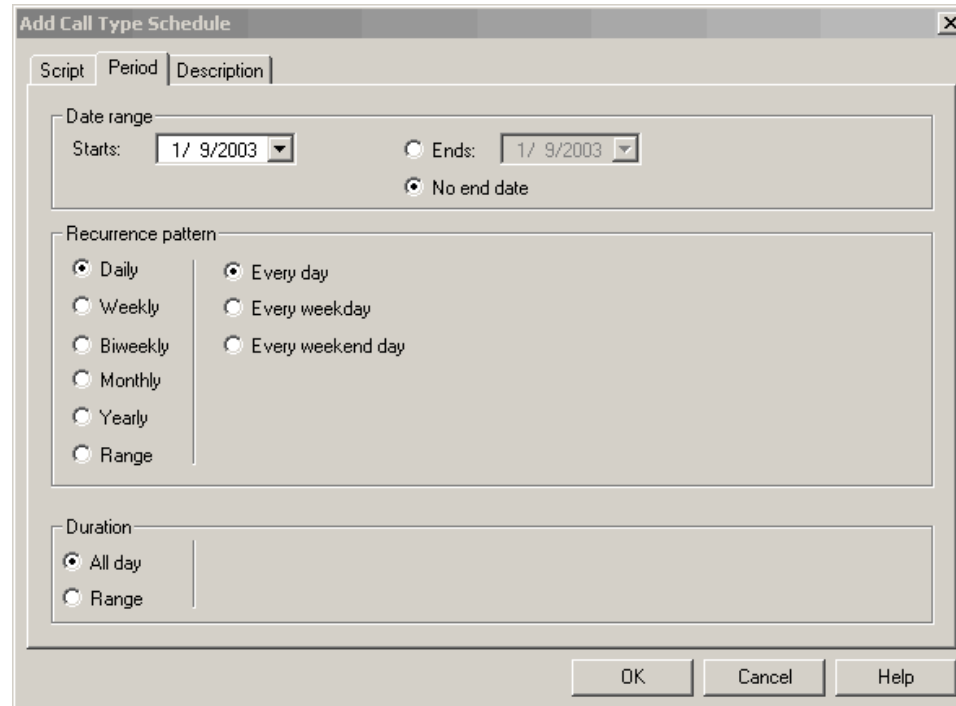 Add Call Type Schedule
Script Period Description
Date range
Starts: 1/ 9/2003 Ends: 1/ 9/2003
No end date
Recurrence pattern
Daily Every day
Weekly Every weekday
Biweekly Every weekend day
Monthly
Yearly
Range
Duration
All day
Range
OK Cancel Help